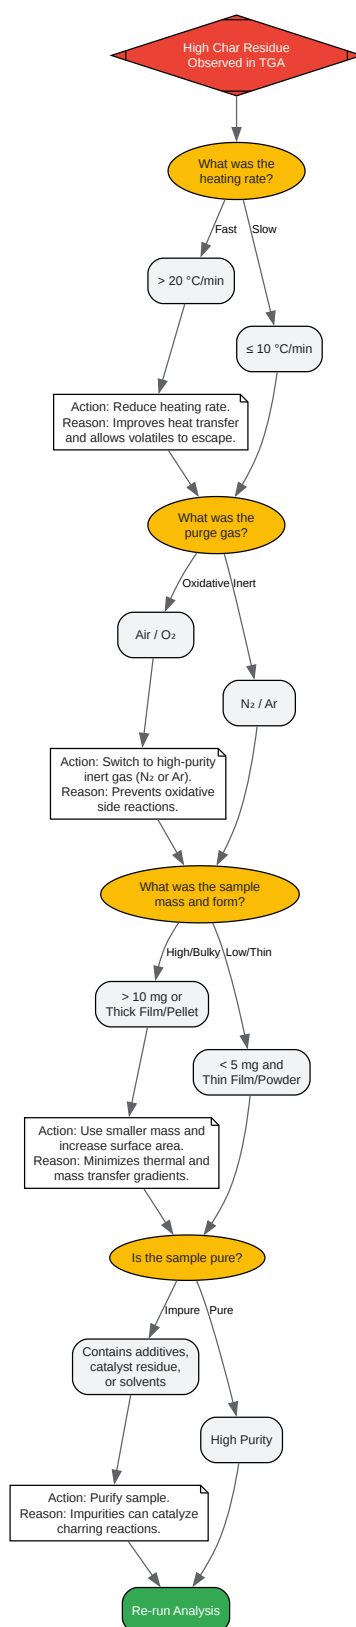 High Char Residue
Observed in TGA
What was the
heating rate?
Fast
Slow
> 20 °C/min
≤ 10 °C/min
Action: Reduce heating rate.
Reason: Improves heat transfer
and allows volatiles to escape.
What was the
purge gas?
Oxidative
Inert
Air / O₂
N₂ / Ar
Action: Switch to high-purity
inert gas (N₂ or Ar).
Reason: Prevents oxidative
side reactions.
What was the sample
mass and form?
High/Bulky
Low/Thin
> 10 mg or
Thick Film/Pellet
< 5 mg and
Thin Film/Powder
Action: Use smaller mass and
increase surface area.
Reason: Minimizes thermal and
mass transfer gradients.
Is the sample pure?
Impure
Pure
Contains additives,
catalyst residue,
or solvents
High Purity
Action: Purify sample.
Reason: Impurities can catalyze
charring reactions.
Re-run Analysis